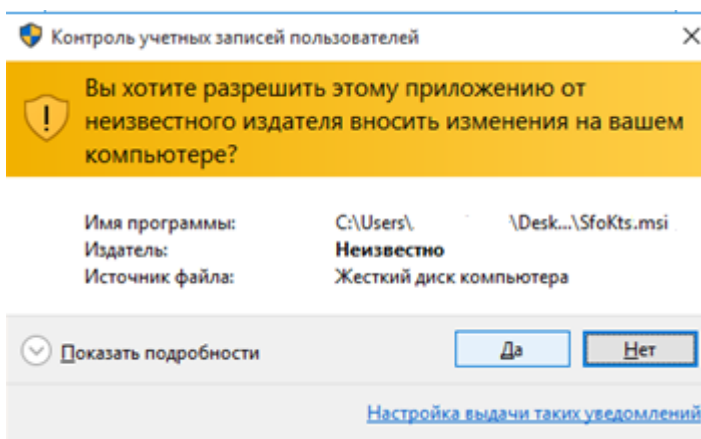 Контроль учетных записей пользователей
Вы хотите разрешить этому приложению от
неизвестного издателя вносить изменения на вашем
компьютере?
Имя программы: C:\Users\ \Desk...\SfoKts.msi
Издатель: Неизвестно
Источник файла: Жесткий диск компьютера
Показать подробности Да Нет
Настройка выдачи таких уведомлений